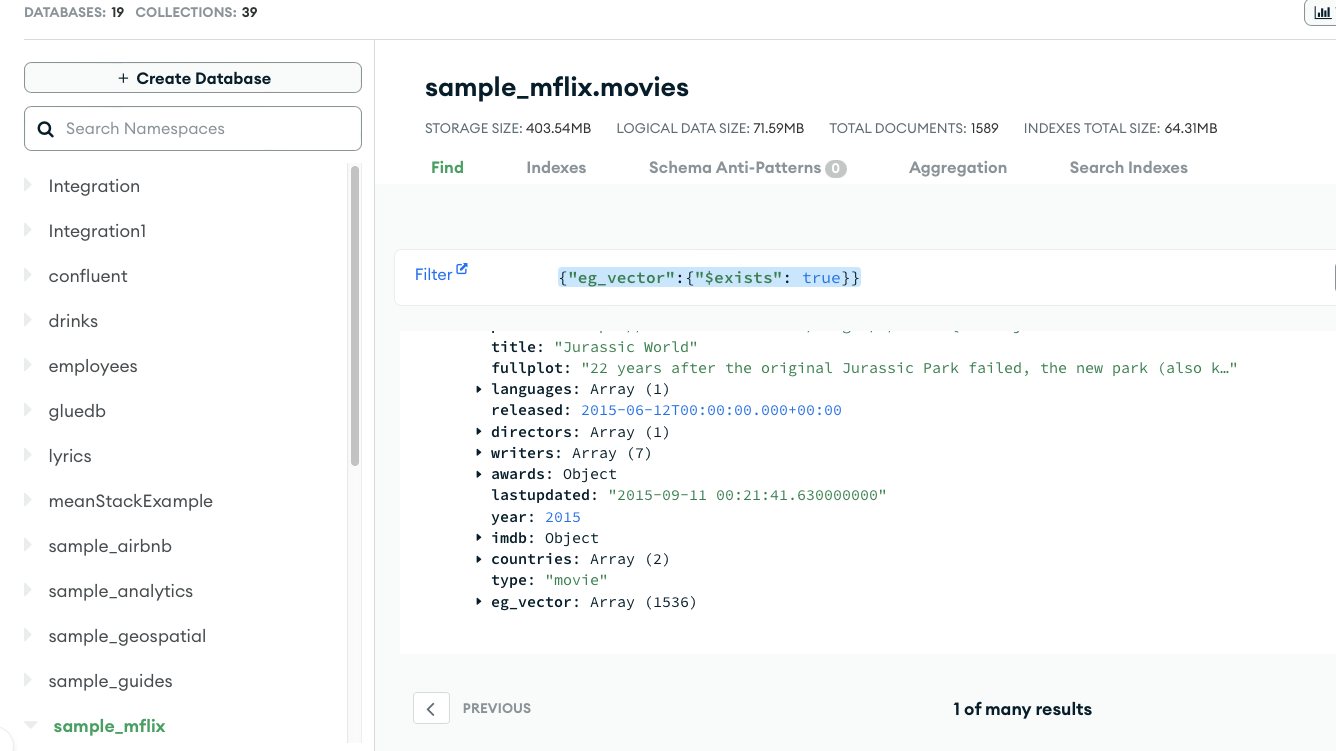 DATABASES: 19 COLLECTIONS: 39
+ Create Database
Search Namespaces
Integration
Integration1
confluent
drinks
employees
gluedb
lyrics
meanStackExample
sample_airbnb
sample_analytics
sample_geospatial
sample_guides
sample_mflix
sample_mflix.movies
STORAGE SIZE: 403.54MB LOGICAL DATA SIZE: 71.59MB TOTAL DOCUMENTS: 1589 INDEXES TOTAL SIZE: 64.31MB
Find Indexes Schema Anti-Patterns 0 Aggregation Search Indexes
Filter {"eg_vector":{"$exists": true}}
title: "Jurassic World"
fullplot: "22 years after the original Jurassic Park failed, the new park (also k…"
languages: Array (1)
released: 2015-06-12T00:00:00.000+00:00
directors: Array (1)
writers: Array (7)
awards: Object
lastupdated: "2015-09-11 00:21:41.630000000"
year: 2015
imdb: Object
countries: Array (2)
type: "movie"
eg_vector: Array (1536)
PREVIOUS 1 of many results